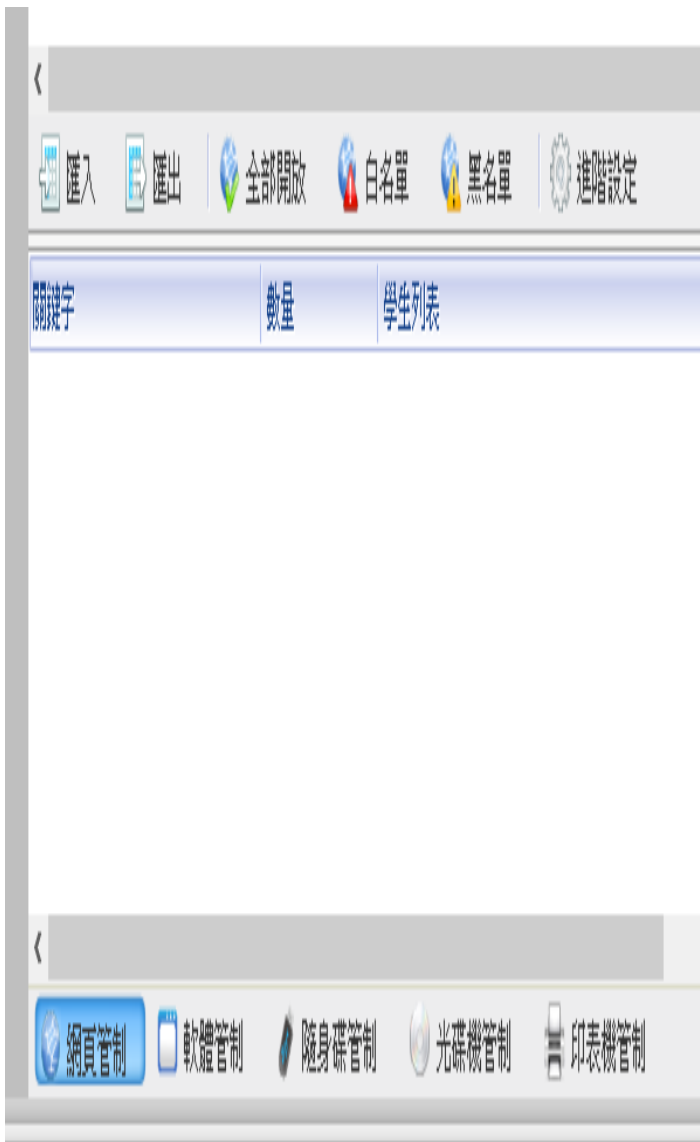 匯入 匯出 全部開放 白名單 黑名單 進階設定
關鍵字 數量 學生列表
網頁管制 軟體管制 隨身碟管制 光碟機管制 印表機管制